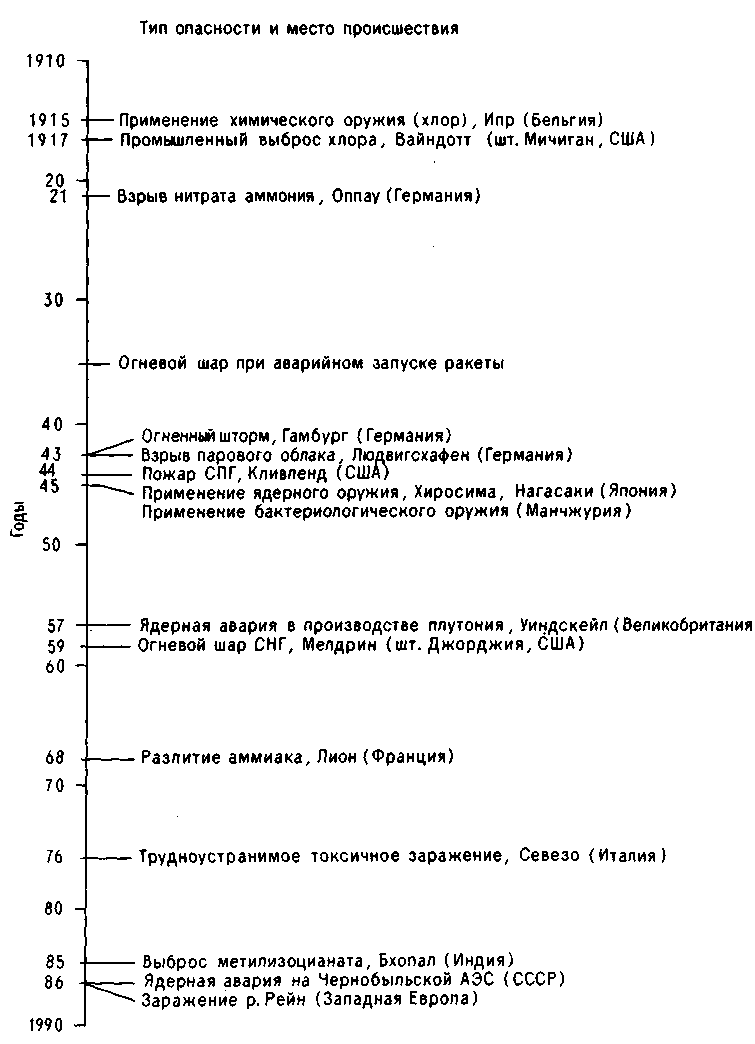 Тип опасности и место происшествия
1910
1915 Применение химического оружия (хлор), Ипр (Бельгия)
1917 Промышленный выброс хлора, Вайндотт (шт. Мичиган, США)
20
21 Взрыв нитрата аммония, Оппау (Германия)
30
Огневой шар при аварийном запуске ракеты
40
Огненный шторм, Гамбург (Германия)
43 Взрыв парового облака, Людвигсхафен (Германия)
44 Пожар СПГ, Кливленд (США)
45 Применение ядерного оружия, Хиросима, Нагасаки (Япония)
Применение бактериологического оружия (Манчжурия)
Годы
50
57 Ядерная авария в производстве плутония, Уиндскейл (Великобритания
59 Огневой шар СНГ, Мелдрин (шт. Джорджия, США)
60
68 Разлитие аммиака, Лион (Франция)
70
76 Трудноустранимое токсичное заражение, Севезо (Италия)
80
85 Выброс метилизоцианата, Бхопал (Индия)
86 Ядерная авария на Чернобыльской АЭС (СССР)
Заражение р. Рейн (Западная Европа)
1990